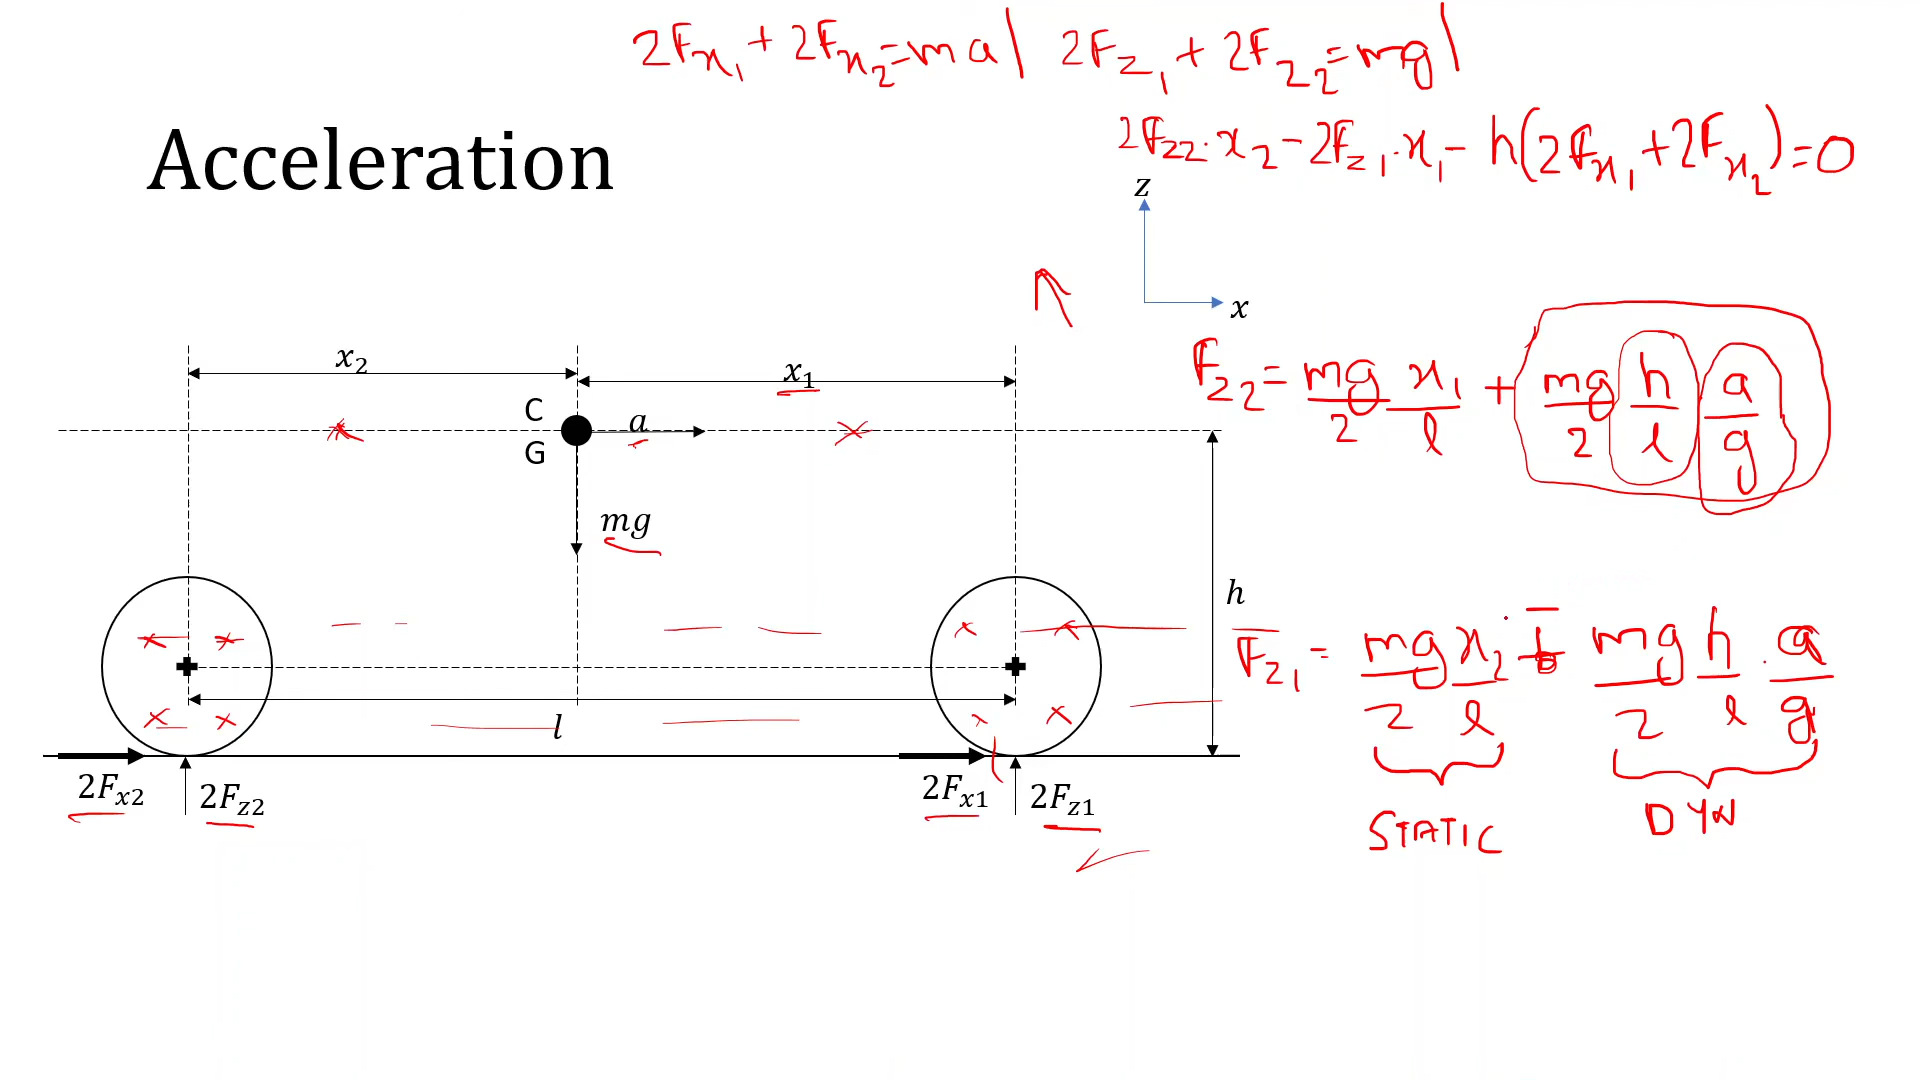 2Fx₁ + 2Fx₂ = ma | 2Fz₁ + 2Fz₂ = mg |
2Fz2·x₂ - 2Fz₁·x₁ - h(2Fx₁ + 2Fx₂) = 0
Acceleration
z
x
x₂
x₁
C
G
a
mg
Fz₂ = mg/2 x₁/l + mg/2 h/l a/g
h
Fz₁ = mg/2 x₂/l - mg/2 h/l · a/g
l
2Fx2
2Fz2
2Fx1
2Fz1
STATIC
DYN